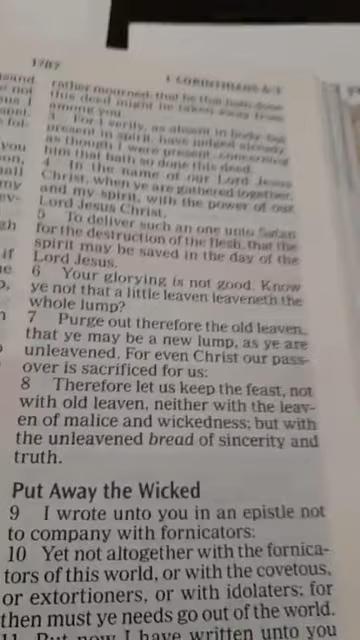 1787
1 CORINTHIANS
rather mourned, that he that hath done
this deed might be taken away from
among you.
3 For I verily, as absent in body, but
present in spirit, have judged already,
as though I were present, concerning
him that hath so done this deed,
4 In the name of our Lord Jesus
Christ, when ye are gathered together,
and my spirit, with the power of our
Lord Jesus Christ,
5 To deliver such an one unto Satan
for the destruction of the flesh, that the
spirit may be saved in the day of the
Lord Jesus.
6 Your glorying is not good. Know
ye not that a little leaven leaveneth the
whole lump?
7 Purge out therefore the old leaven,
that ye may be a new lump, as ye are
unleavened. For even Christ our pass-
over is sacrificed for us:
8 Therefore let us keep the feast, not
with old leaven, neither with the leav-
en of malice and wickedness; but with
the unleavened bread of sincerity and
truth.
Put Away the Wicked
9 I wrote unto you in an epistle not
to company with fornicators:
10 Yet not altogether with the fornica-
tors of this world, or with the covetous,
or extortioners, or with idolaters; for
then must ye needs go out of the world.
11 But now I have written unto you